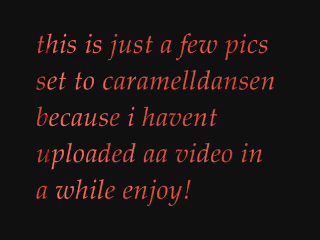 this is just a few pics
set to caramelldansen
because i havent
uploaded aa video in
a while enjoy!